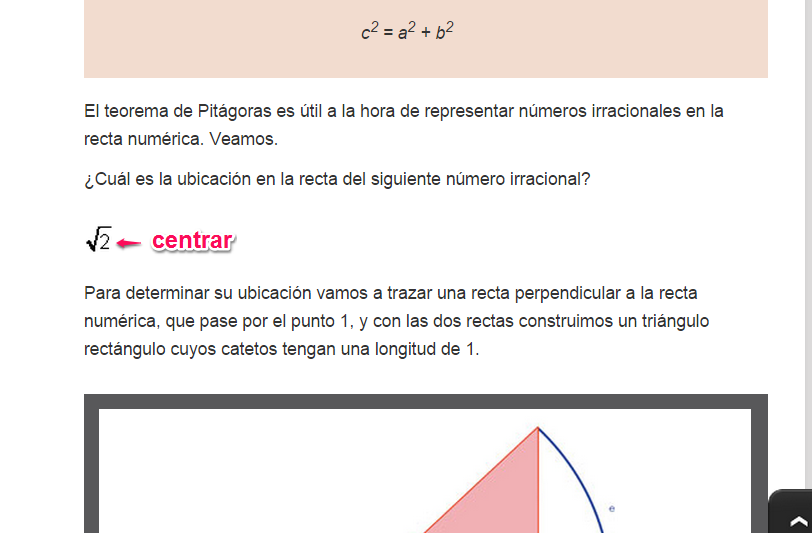 c² = a² + b²
El teorema de Pitágoras es útil a la hora de representar números irracionales en la
recta numérica. Veamos.
¿Cuál es la ubicación en la recta del siguiente número irracional?
√2 centrar
Para determinar su ubicación vamos a trazar una recta perpendicular a la recta
numérica, que pase por el punto 1, y con las dos rectas construimos un triángulo
rectángulo cuyos catetos tengan una longitud de 1.
e